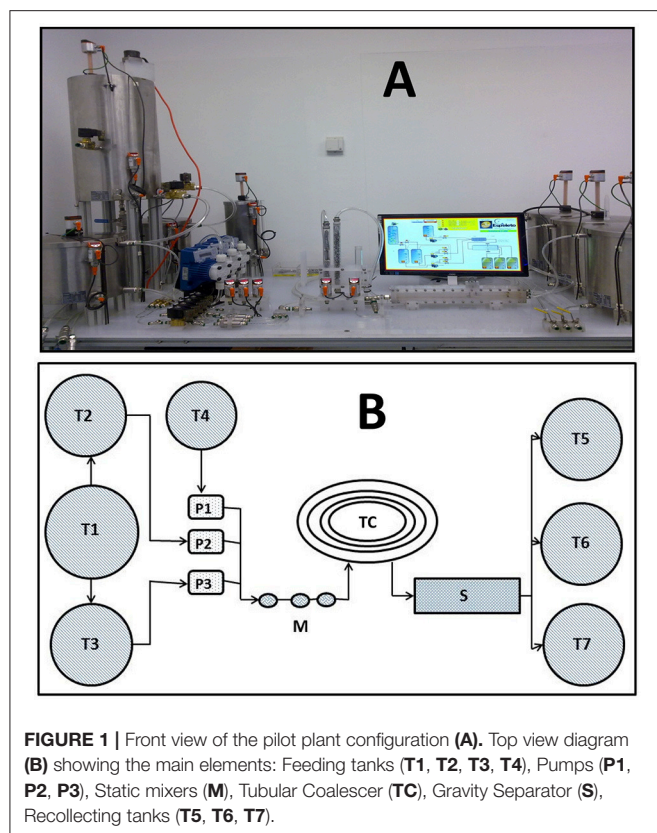 A
B
T2
T4
T5
P1
TC
T1
P2
T6
P3
S
M
T3
T7
FIGURE 1 | Front view of the pilot plant configuration (A). Top view diagram
(B) showing the main elements: Feeding tanks (T1, T2, T3, T4), Pumps (P1,
P2, P3), Static mixers (M), Tubular Coalescer (TC), Gravity Separator (S),
Recollecting tanks (T5, T6, T7).